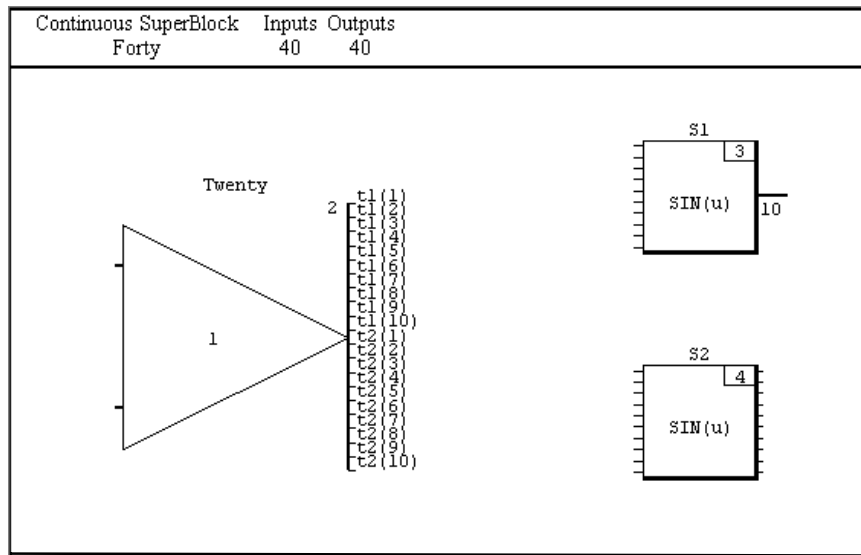 Continuous SuperBlock Inputs Outputs
Forty 40 40
S1
3
Twenty
SIN(u)
10
2
t1(1)
t1(2)
t1(3)
t1(4)
t1(5)
t1(6)
t1(7)
t1(8)
t1(9)
t1(10)
t2(1)
t2(2)
t2(3)
t2(4)
t2(5)
t2(6)
t2(7)
t2(8)
t2(9)
t2(10)
1
S2
4
SIN(u)